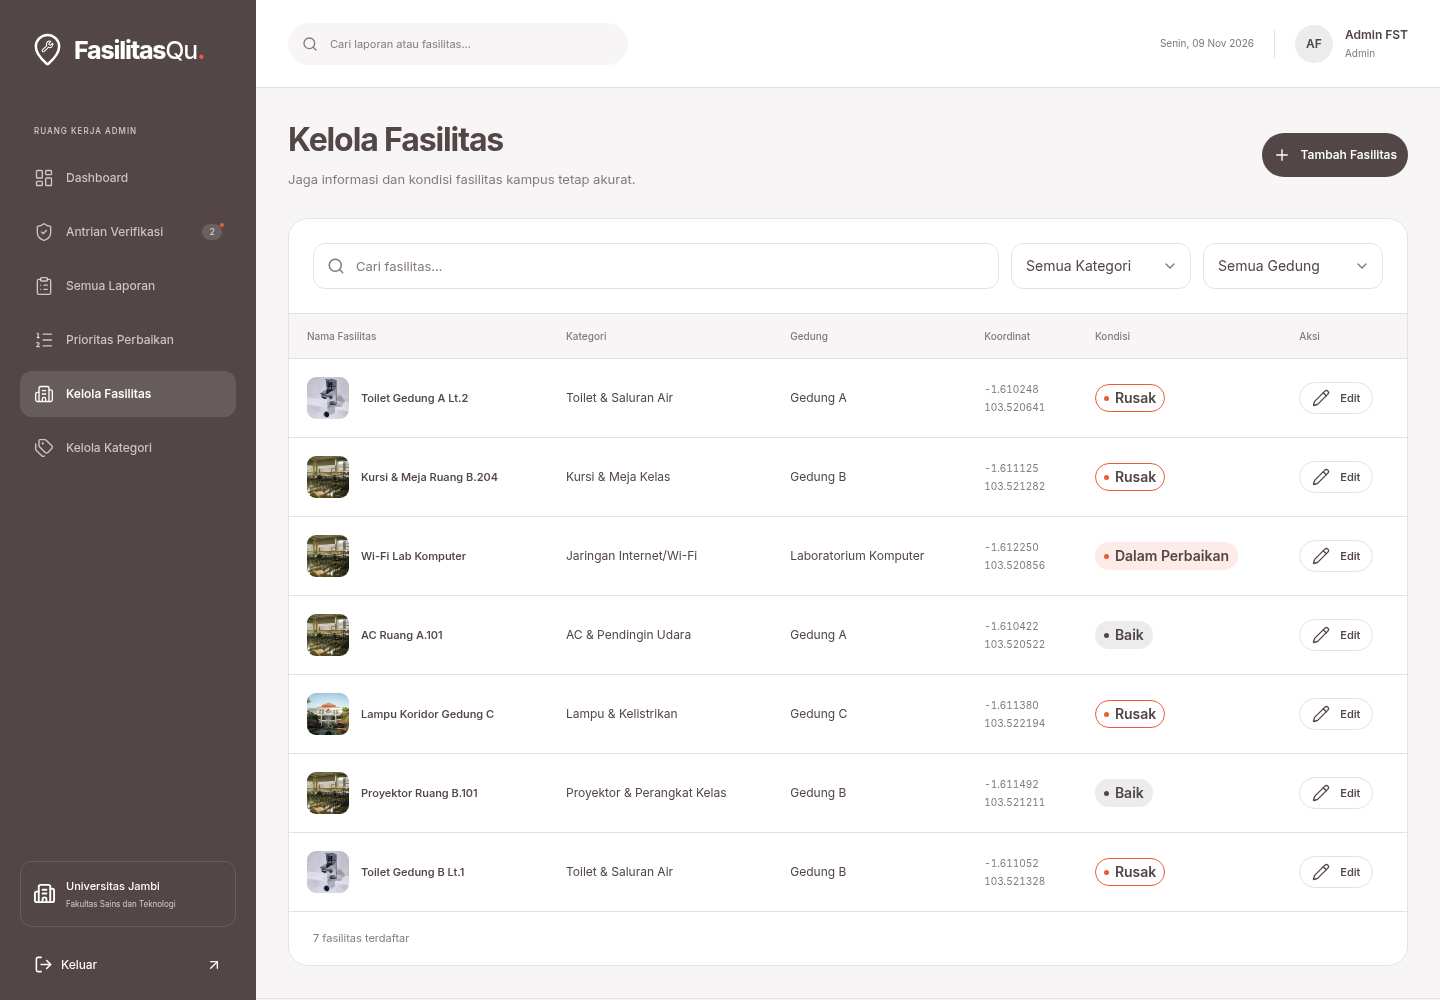 FasilitasQu.
Cari laporan atau fasilitas...
Senin, 09 Nov 2026
AF
Admin FST
Admin
RUANG KERJA ADMIN
Dashboard
Antrian Verifikasi
2
Semua Laporan
Prioritas Perbaikan
Kelola Fasilitas
Kelola Kategori
Universitas Jambi
Fakultas Sains dan Teknologi
Keluar
Kelola Fasilitas
Jaga informasi dan kondisi fasilitas kampus tetap akurat.
Tambah Fasilitas
Cari fasilitas...
Semua Kategori
Semua Gedung
Nama Fasilitas Kategori Gedung Koordinat Kondisi Aksi
Toilet Gedung A Lt.2 Toilet & Saluran Air Gedung A -1.610248 Rusak Edit
103.520641
Kursi & Meja Ruang B.204 Kursi & Meja Kelas Gedung B -1.611125 Rusak Edit
103.521282
Wi-Fi Lab Komputer Jaringan Internet/Wi-Fi Laboratorium Komputer -1.612250 Dalam Perbaikan Edit
103.520856
AC Ruang A.101 AC & Pendingin Udara Gedung A -1.610422 Baik Edit
103.520522
Lampu Koridor Gedung C Lampu & Kelistrikan Gedung C -1.611380 Rusak Edit
103.522194
Proyektor Ruang B.101 Proyektor & Perangkat Kelas Gedung B -1.611492 Baik Edit
103.521211
Toilet Gedung B Lt.1 Toilet & Saluran Air Gedung B -1.611052 Rusak Edit
103.521328
7 fasilitas terdaftar